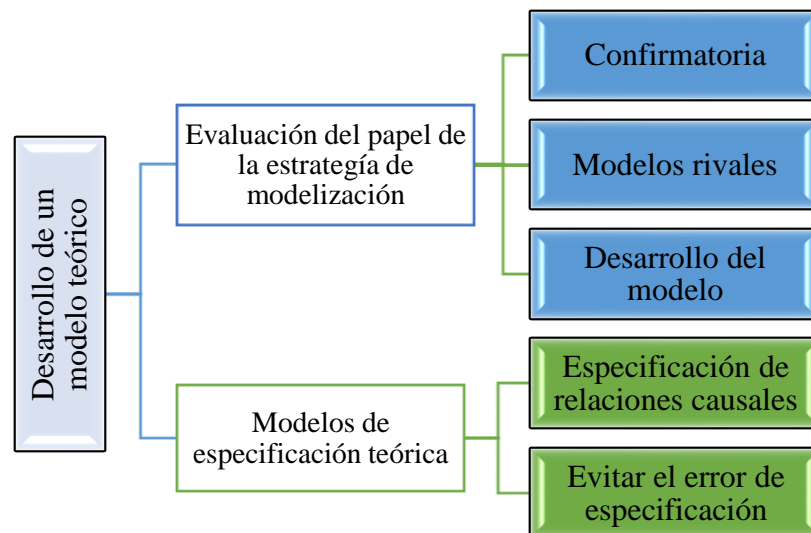 Desarrollo de un
modelo teórico
Evaluación del papel de
la estrategía de
modelización
Confirmatoria
Modelos rivales
Desarrollo del
modelo
Modelos de
especificación teórica
Especificación de
relaciones causales
Evitar el error de
especificación